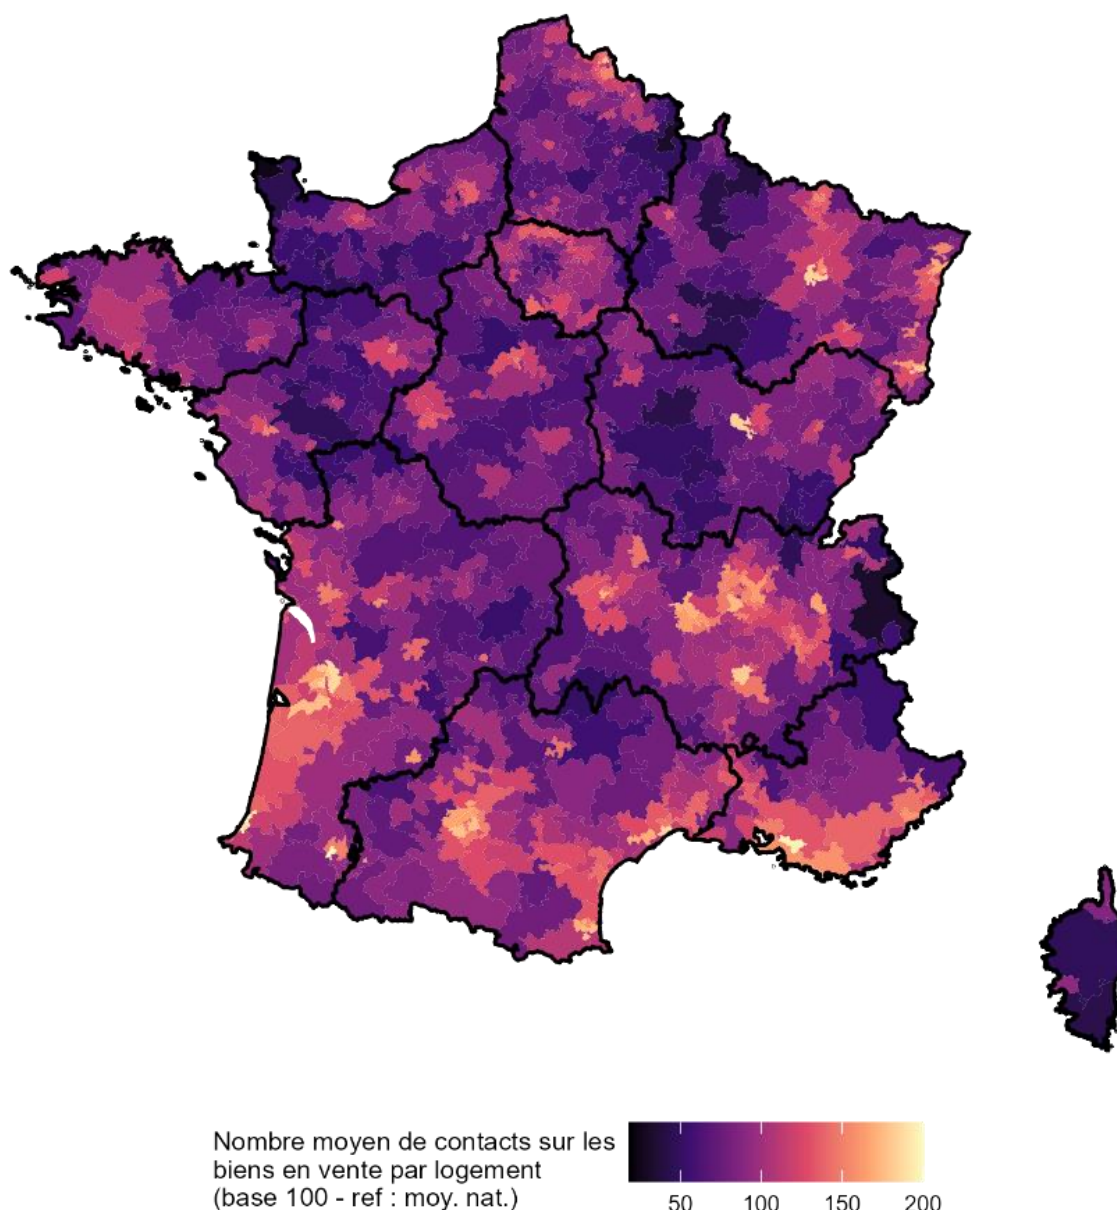 Nombre moyen de contacts sur les
biens en vente par logement
(base 100 - ref : moy. nat.)
50 100 150 200